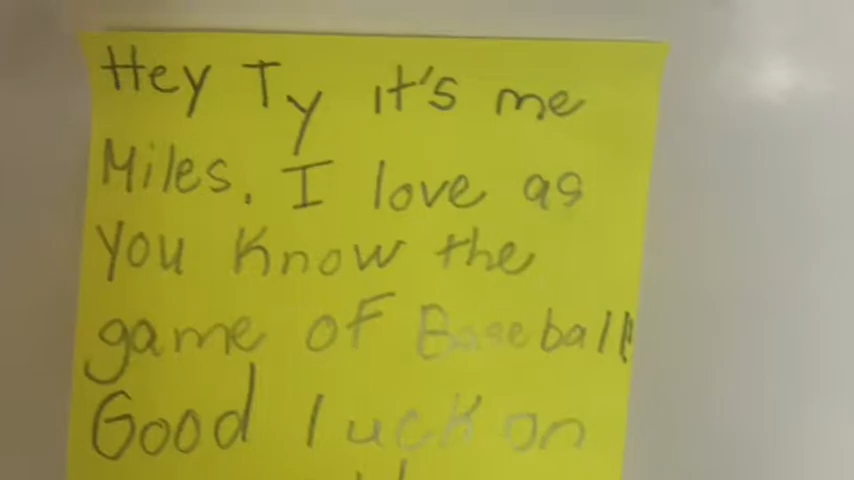 Hey Ty it's me
Miles. I love as
you know the
game of Baseball!
Good luck on